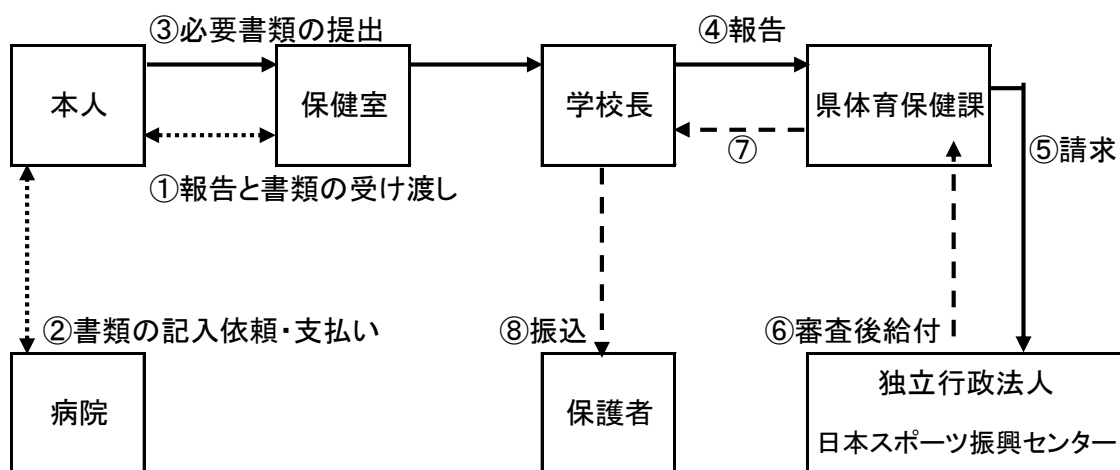 ③必要書類の提出
④報告
本人
保健室
学校長
県体育保健課
⑦
⑤請求
①報告と書類の受け渡し
②書類の記入依頼・支払い
⑧振込
⑥審査後給付
病院
保護者
独立行政法人
日本スポーツ振興センター